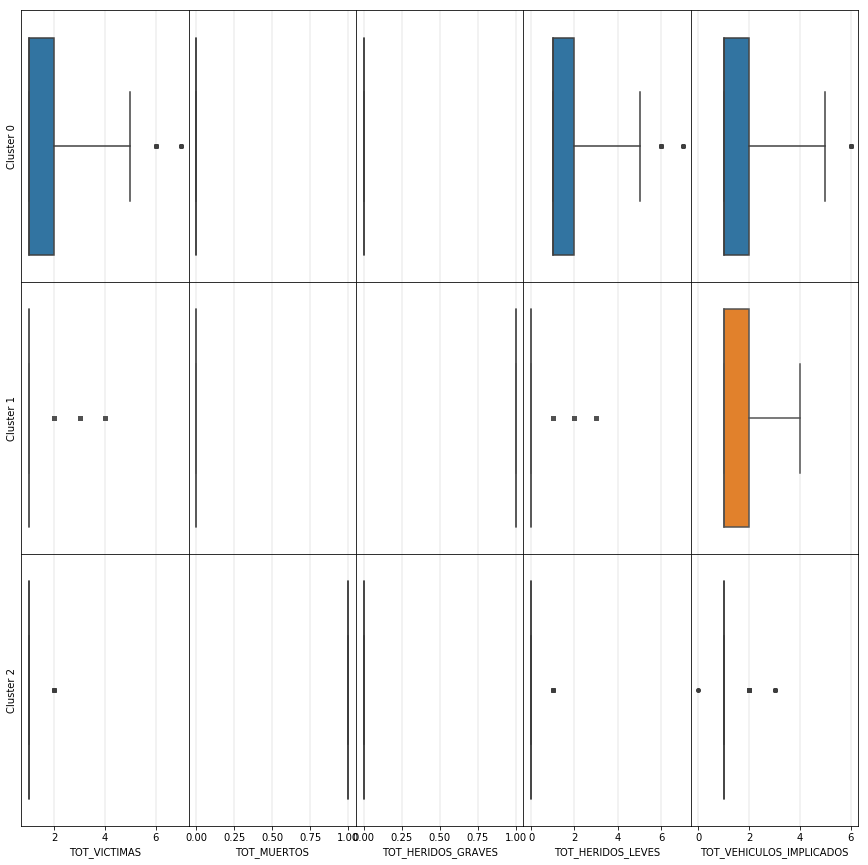 Cluster 0
Cluster 1
Cluster 2
2 4 6 0.00 0.25 0.50 0.75 1.00 0.00 0.25 0.50 0.75 1.00 0 2 4 6 0 2 4 6
TOT_VICTIMAS TOT_MUERTOS TOT_HERIDOS_GRAVES TOT_HERIDOS_LEVES TOT_VEHICULOS_IMPLICADOS